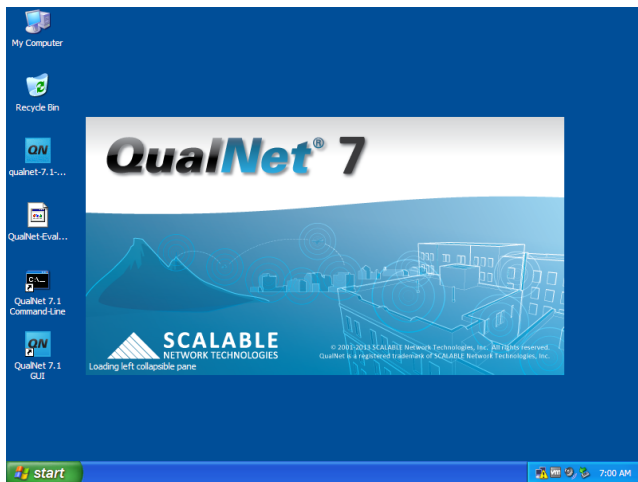 My Computer
Recycle Bin
QN
qualnet-7.1-...
QualNet-Eval...
C:\_
QualNet 7.1
Command-Line
QN
QualNet 7.1
GUI
QualNet® 7
SCALABLE
NETWORK TECHNOLOGIES
Loading left collapsible pane
© 2001-2013 SCALABLE Network Technologies, Inc. All rights reserved.
QualNet is a registered trademark of SCALABLE Network Technologies, Inc.
start
7:00 AM